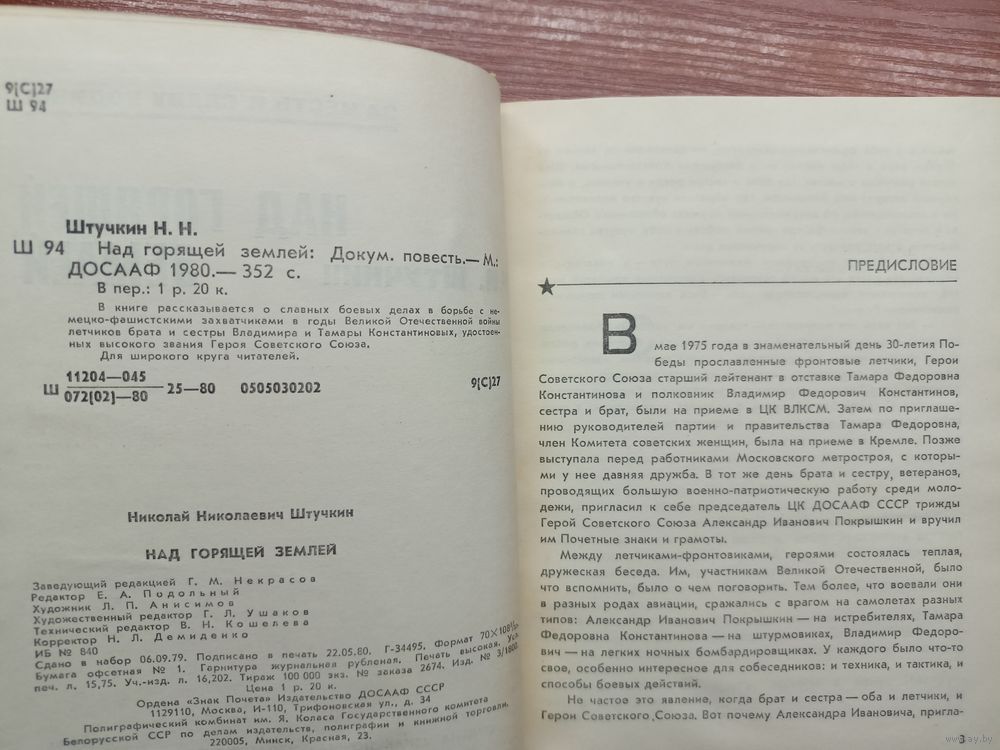 9[С]27
Ш 94
Штучкин Н. Н.
Ш 94 Над горящей землей: Докум. повесть.— М.:
ДОСААФ 1980.— 352 с.
В пер.: 1 р. 20 к.
В книге рассказывается о славных боевых делах в борьбе с не-
мецко-фашистскими захватчиками в годы Великой Отечественной войны
летчиков брата и сестры Владимира и Тамары Константиновых, удостоен-
ных высокого звания Героя Советского Союза.
Для широкого круга читателей.
Ш 11204—045
072[02]—80 25—80 0505030202 9[С]27
Николай Николаевич Штучкин
НАД ГОРЯЩЕЙ ЗЕМЛЕЙ
Заведующий редакцией Г. М. Некрасов
Редактор Е. А. Подольный
Художник Л. П. Анисимов
Художественный редактор Г. Л. Ушаков
Технический редактор В. Н. Кошелева
Корректор Н. Л. Демиденко
ИБ № 840
Сдано в набор 06.09.79. Подписано в печать 22.05.80. Г-34495. Формат 70×108
Бумага офсетная № 1. Гарнитура журнальная рубленая. Печать высокая. Усл.
печ. л. 15,75. Уч.-изд. л. 16,202. Тираж 100 000 экз. № заказа 2674. Изд. № 3/1800.
Цена 1 р. 20 к.
Ордена «Знак Почета» Издательство ДОСААФ СССР
129110, Москва, И-110, Трифоновская ул., д. 34
Полиграфический комбинат им. Я. Коласа Государственного комитета
Белорусской ССР по делам издательств, полиграфии и книжной торговли,
220005, Минск, Красная, 23.
ПРЕДИСЛОВИЕ
В мае 1975 года в знаменательный день 30-летия По-
беды прославленные фронтовые летчики, Герои
Советского Союза старший лейтенант в отставке Тамара Федоровна
Константинова и полковник Владимир Федорович Константинов,
сестра и брат, были на приеме в ЦК ВЛКСМ. Затем по приглаше-
нию руководителей партии и правительства Тамара Федоровна,
член Комитета советских женщин, была на приеме в Кремле. Позже
выступала перед работниками Московского метростроя, с которы-
ми у нее давняя дружба. В тот же день брата и сестру, ветеранов,
проводящих большую военно-патриотическую работу среди моло-
дежи, пригласил к себе председатель ЦК ДОСААФ СССР трижды
Герой Советского Союза Александр Иванович Покрышкин и вручил
им Почетные знаки и грамоты.
Между летчиками-фронтовиками, героями состоялась теплая,
дружеская беседа. Им, участникам Великой Отечественной, было
что вспомнить, было о чем поговорить. Тем более, что воевали они
в разных родах авиации, сражались с врагом на самолетах разных
типов: Александр Иванович Покрышкин — на истребителях, Тамара
Федоровна Константинова — на штурмовиках, Владимир Федоро-
вич — на легких ночных бомбардировщиках. У каждого было что-то
свое, особенно интересное для собеседников: и техника, и тактика, и
способы боевых действий.
Не частое это явление, когда брат и сестра — оба и летчики, и
Герои Советского Союза. Вот почему Александра Ивановича, пригла-
3
www.ay.by